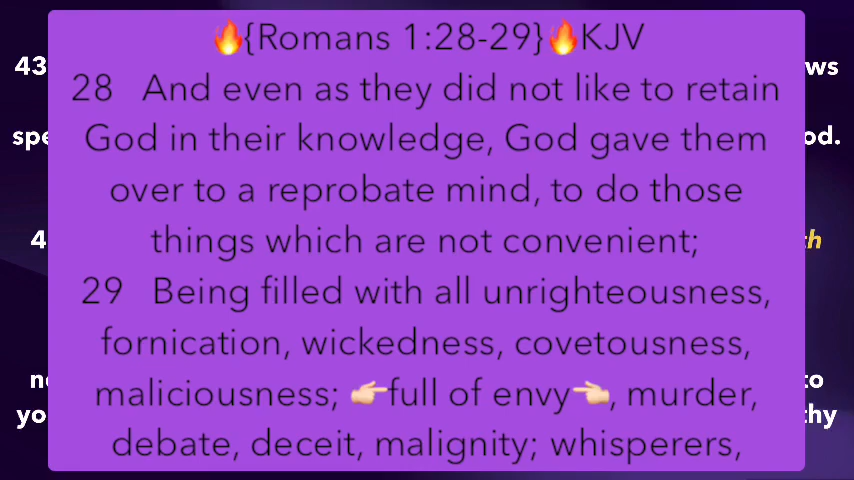 🔥{Romans 1:28-29}🔥KJV
28 And even as they did not like to retain
God in their knowledge, God gave them
over to a reprobate mind, to do those
things which are not convenient;
29 Being filled with all unrighteousness,
fornication, wickedness, covetousness,
maliciousness; 👉🏻full of envy👈🏻, murder,
debate, deceit, malignity; whisperers,
43